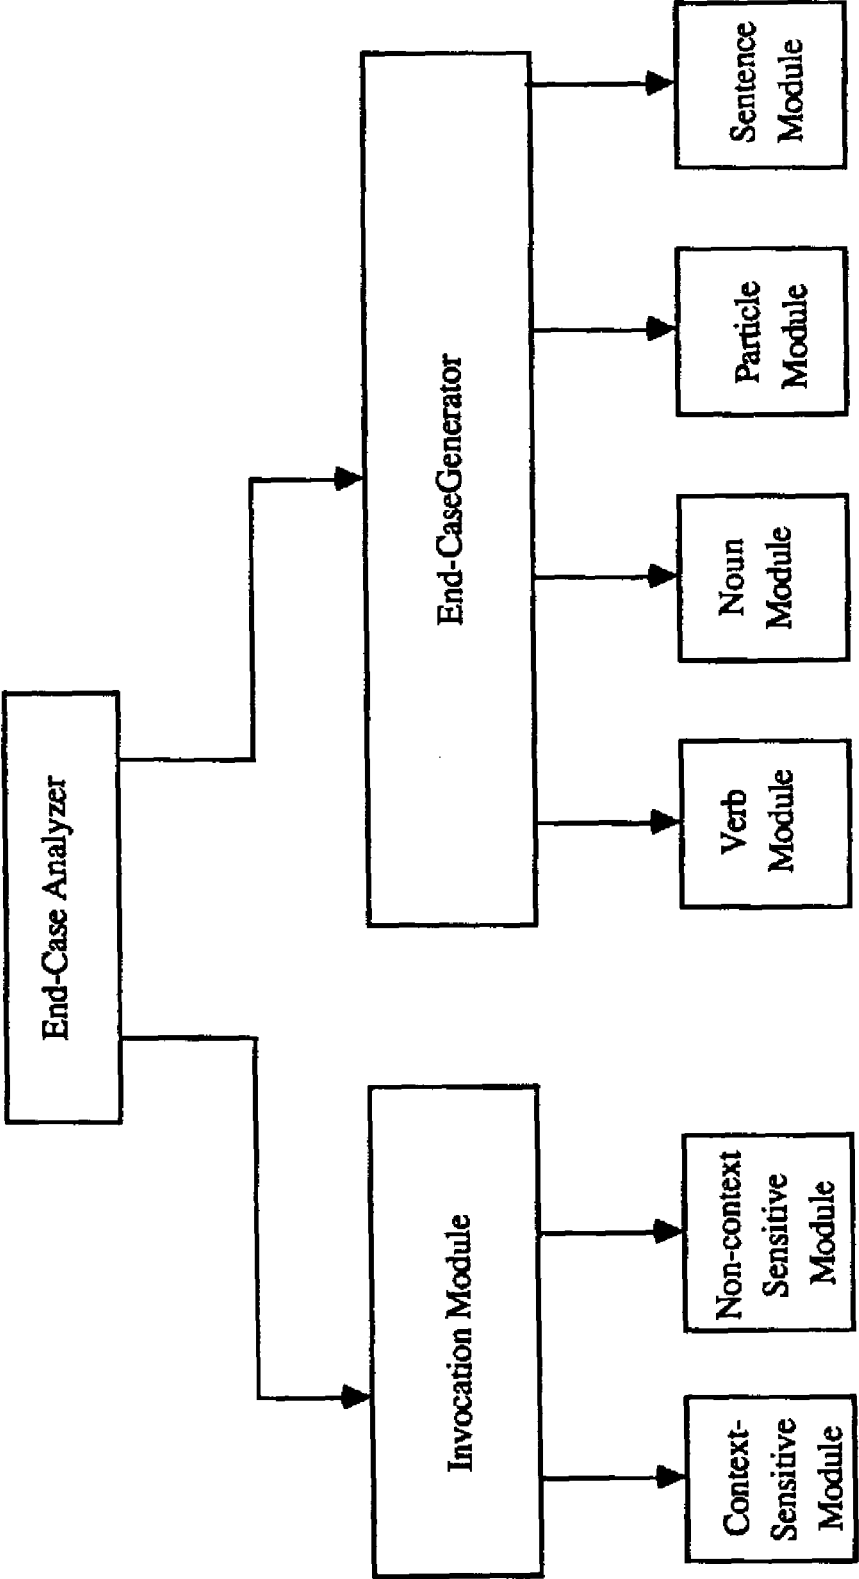 End-Case Analyzer
Invocation Module
End-CaseGenerator
Context-
Sensitive
Module
Non-context
Sensitive
Module
Verb
Module
Noun
Module
Particle
Module
Sentence
Module